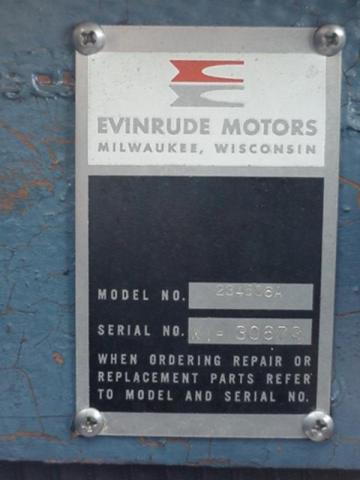 EVINRUDE MOTORS
MILWAUKEE, WISCONSIN
MODEL NO.
SERIAL NO.
WHEN ORDERING REPAIR OR
REPLACEMENT PARTS REFER
TO MODEL AND SERIAL NO.